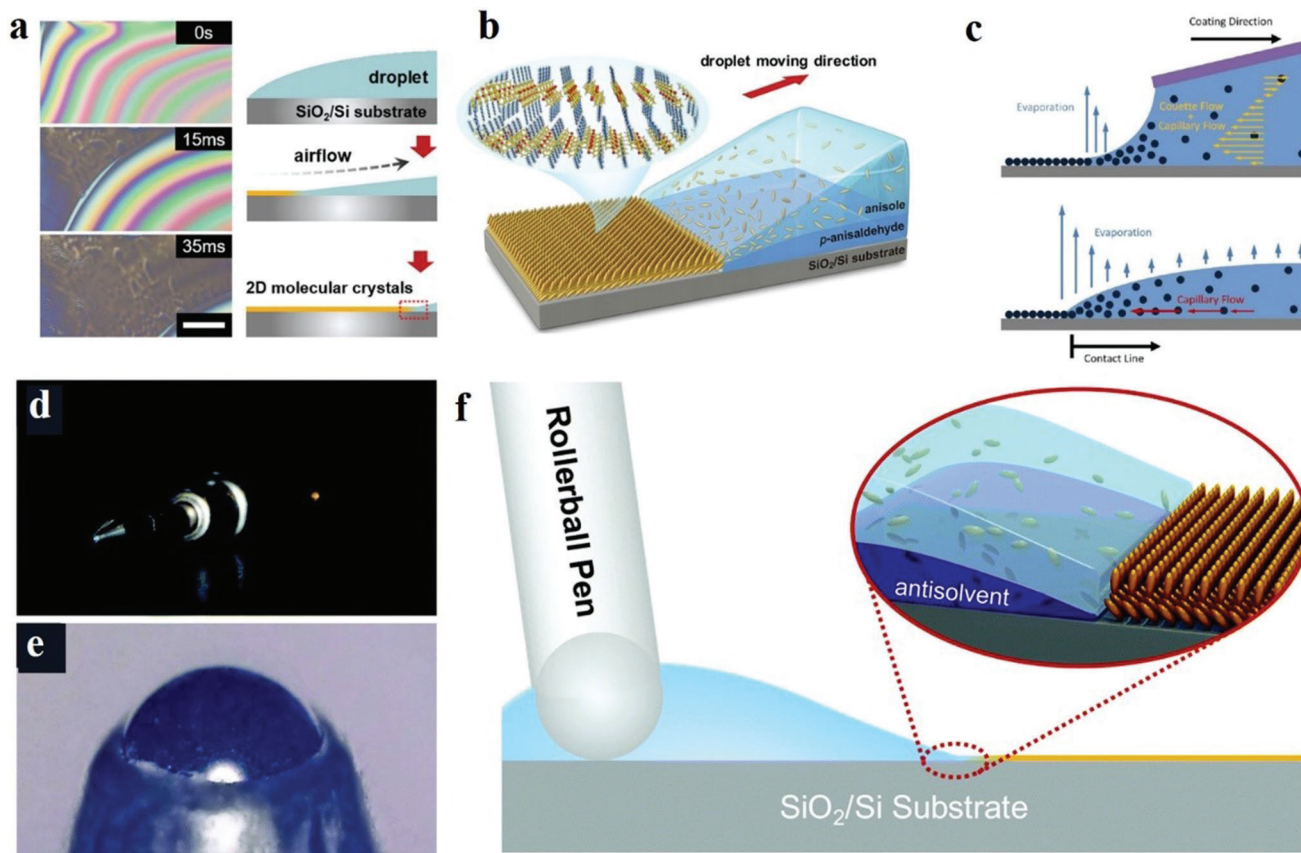 a
0s
15ms
35ms
droplet
SiO₂/Si substrate
airflow
2D molecular crystals
b
droplet moving direction
anisole
p-anisaldehyde
SiO₂/Si substrate
c
Coating Direction
Evaporation
Couette Flow
+
Capillary Flow
Evaporation
Capillary Flow
Contact Line
d
e
f
Rollerball Pen
antisolvent
SiO₂/Si Substrate